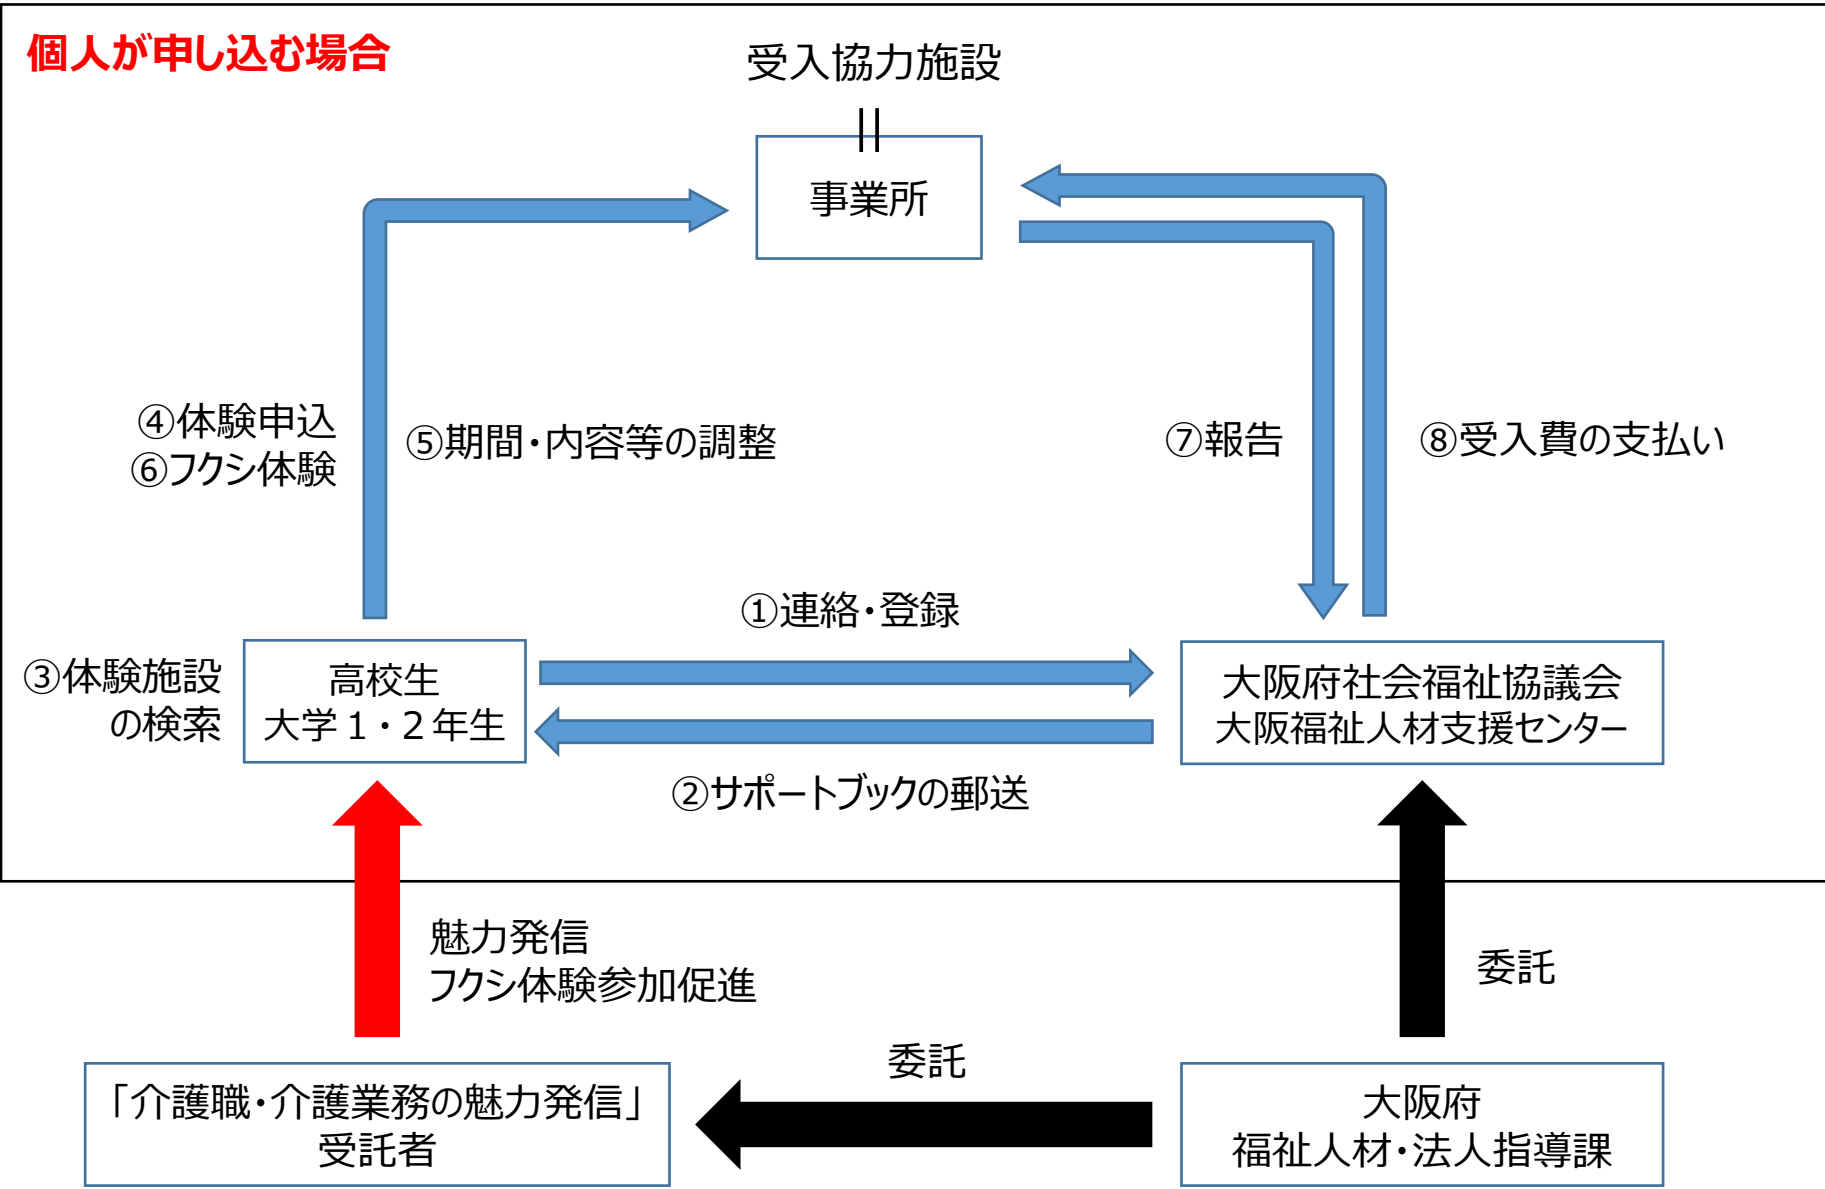 個人が申し込む場合
受入協力施設
事業所
④体験申込
⑥フクシ体験
⑤期間・内容等の調整
⑦報告
⑧受入費の支払い
①連絡・登録
③体験施設
の検索
高校生
大学１・２年生
大阪府社会福祉協議会
大阪福祉人材支援センター
②サポートブックの郵送
魅力発信
フクシ体験参加促進
委託
委託
「介護職・介護業務の魅力発信」
受託者
大阪府
福祉人材・法人指導課